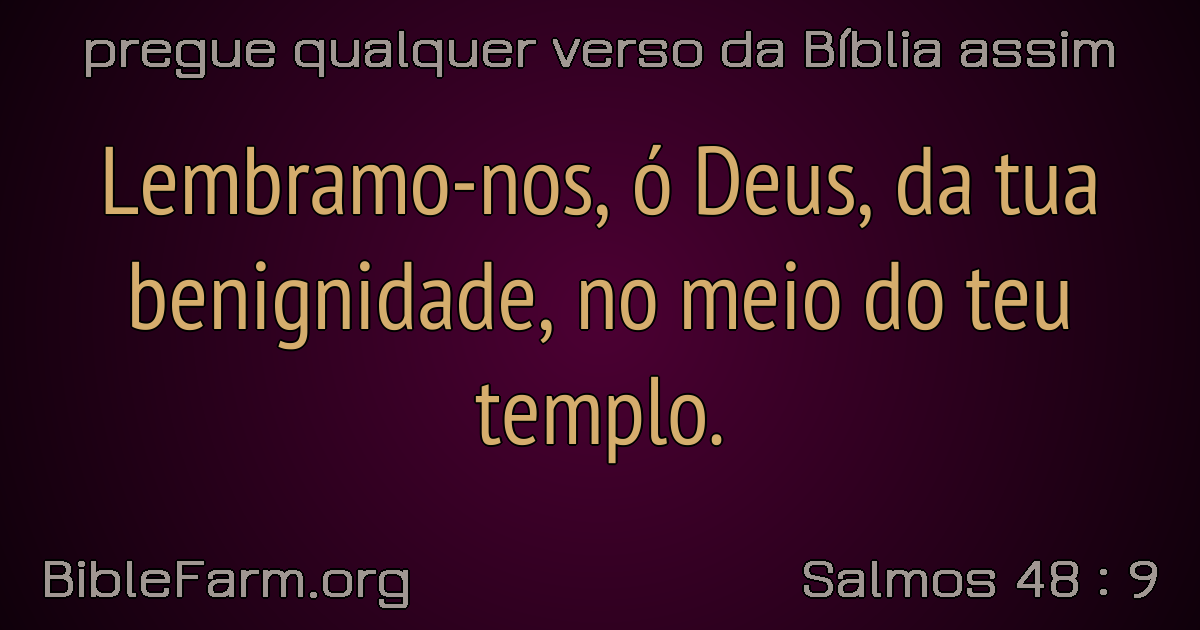 pregue qualquer verso da Bíblia assim
Lembramo-nos, ó Deus, da tua
benignidade, no meio do teu
templo.
BibleFarm.org
Salmos 48 : 9